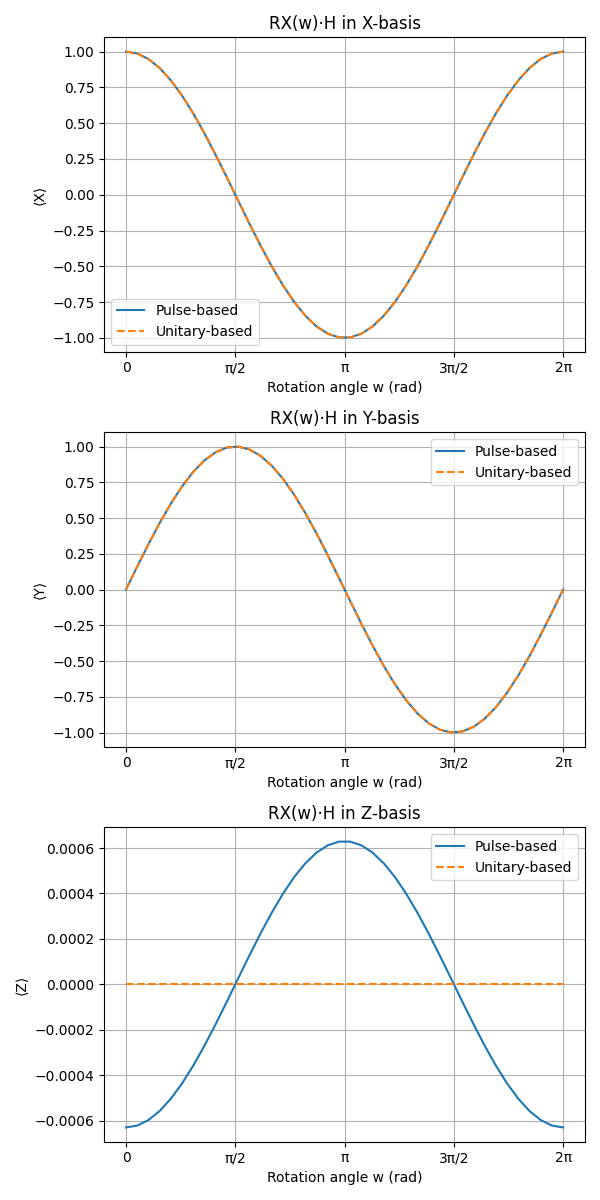 RX(w)·H in X-basis
1.00
0.75
0.50
0.25
0.00
−0.25
−0.50
−0.75
−1.00
⟨X⟩
Pulse-based
Unitary-based
0 π/2 π 3π/2 2π
Rotation angle w (rad)
RX(w)·H in Y-basis
1.00
0.75
0.50
0.25
0.00
−0.25
−0.50
−0.75
−1.00
⟨Y⟩
Pulse-based
Unitary-based
0 π/2 π 3π/2 2π
Rotation angle w (rad)
RX(w)·H in Z-basis
0.0006
0.0004
0.0002
0.0000
−0.0002
−0.0004
−0.0006
⟨Z⟩
Pulse-based
Unitary-based
0 π/2 π 3π/2 2π
Rotation angle w (rad)